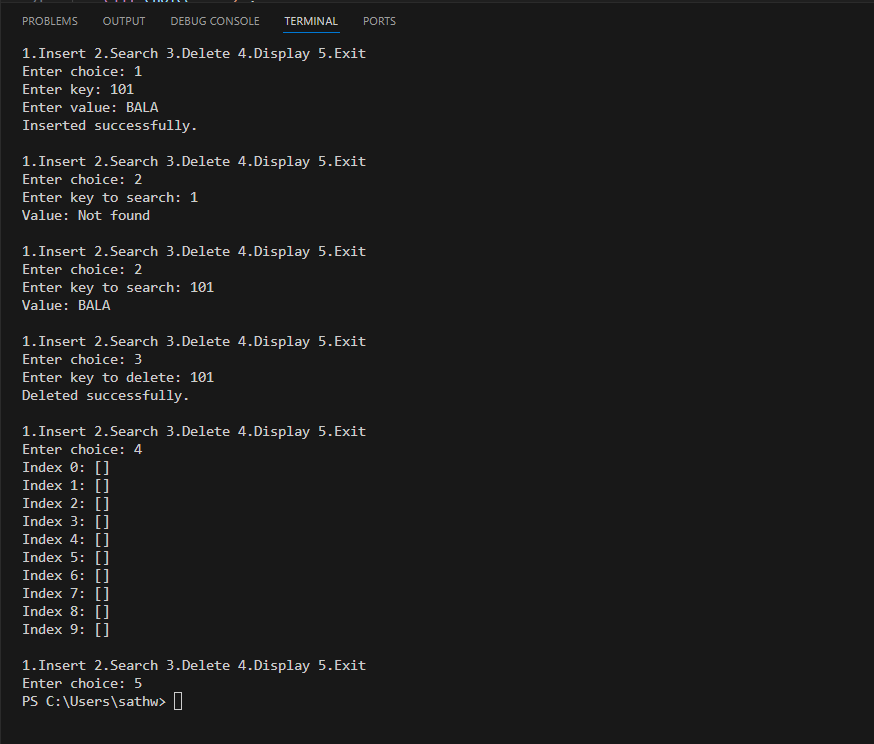 PROBLEMS OUTPUT DEBUG CONSOLE TERMINAL PORTS
1.Insert 2.Search 3.Delete 4.Display 5.Exit
Enter choice: 1
Enter key: 101
Enter value: BALA
Inserted successfully.
1.Insert 2.Search 3.Delete 4.Display 5.Exit
Enter choice: 2
Enter key to search: 1
Value: Not found
1.Insert 2.Search 3.Delete 4.Display 5.Exit
Enter choice: 2
Enter key to search: 101
Value: BALA
1.Insert 2.Search 3.Delete 4.Display 5.Exit
Enter choice: 3
Enter key to delete: 101
Deleted successfully.
1.Insert 2.Search 3.Delete 4.Display 5.Exit
Enter choice: 4
Index 0: []
Index 1: []
Index 2: []
Index 3: []
Index 4: []
Index 5: []
Index 6: []
Index 7: []
Index 8: []
Index 9: []
1.Insert 2.Search 3.Delete 4.Display 5.Exit
Enter choice: 5
PS C:\Users\sathw>